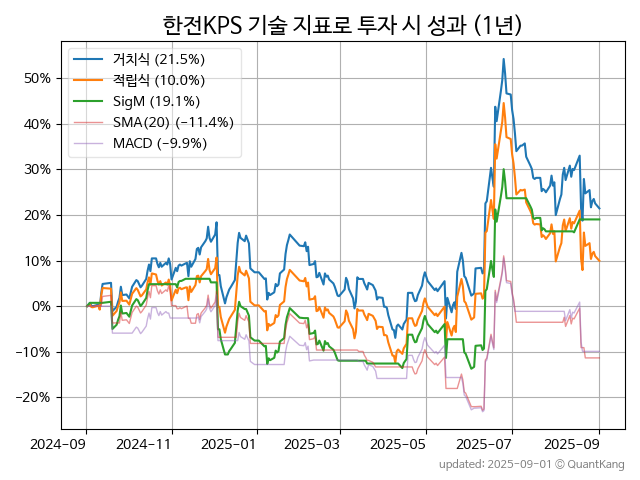 한전KPS 기술 지표로 투자 시 성과 (1년)
거치식 (21.5%)
적립식 (10.0%)
SigM (19.1%)
SMA(20) (−11.4%)
MACD (−9.9%)
50%
40%
30%
20%
10%
0%
−10%
−20%
2024-09 2024-11 2025-01 2025-03 2025-05 2025-07 2025-09
updated: 2025-09-01 © QuantKang